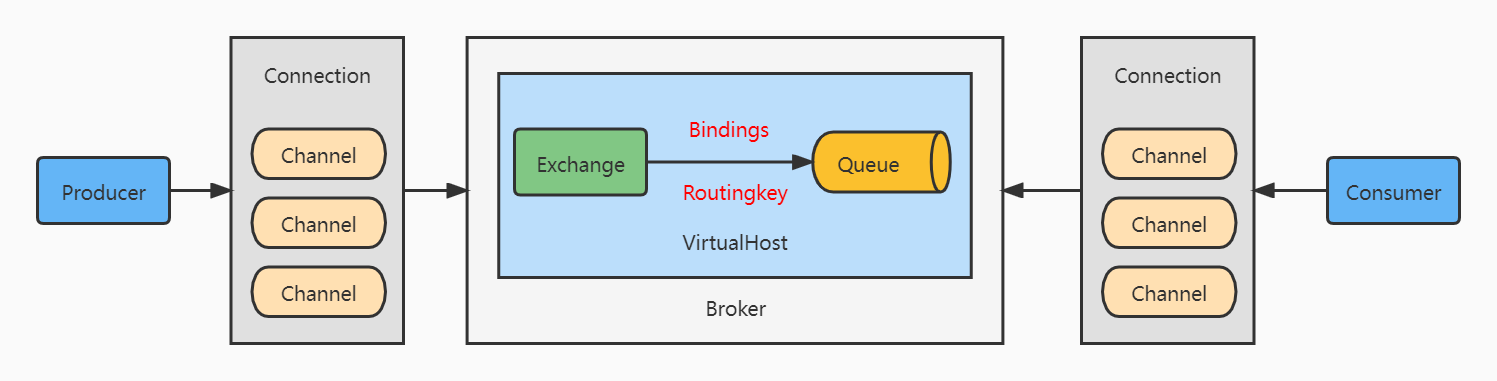 Producer
Connection
Channel
Channel
Channel
Exchange
Bindings
Routingkey
Queue
VirtualHost
Broker
Connection
Channel
Channel
Channel
Consumer